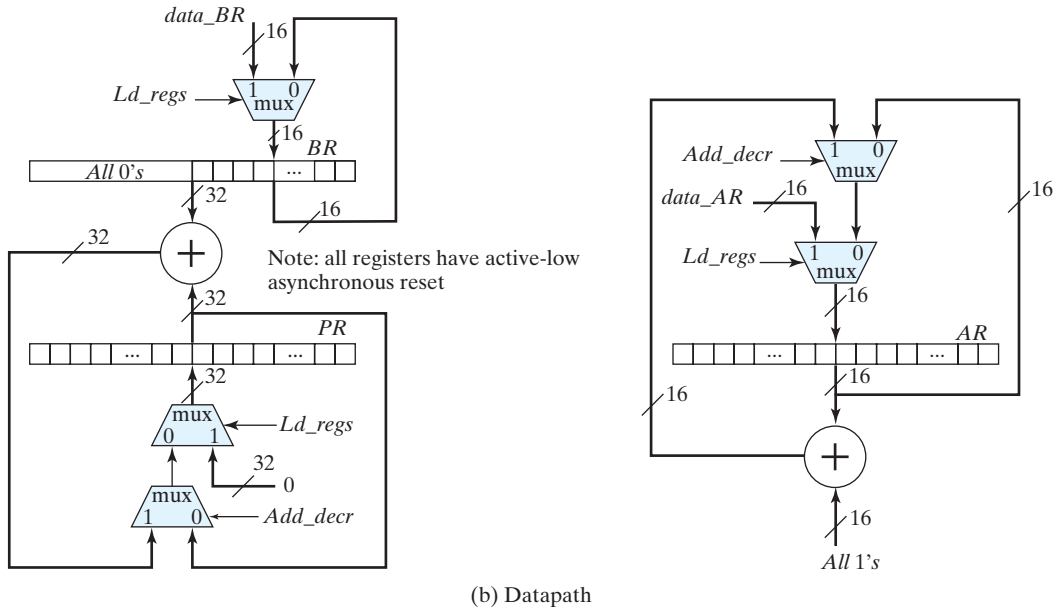 data_BR
16
1 0
mux
Ld_regs
16
BR
All 0's
...
32
16
32
+
Note: all registers have active-low
asynchronous reset
32
PR
... ...
32
mux
0 1
Ld_regs
32
0
mux
1 0
Add_decr
1 0
mux
Add_decr
16
data_AR
16
1 0
mux
Ld_regs
16
AR
... ...
16
16
+
16
All 1's
(b) Datapath